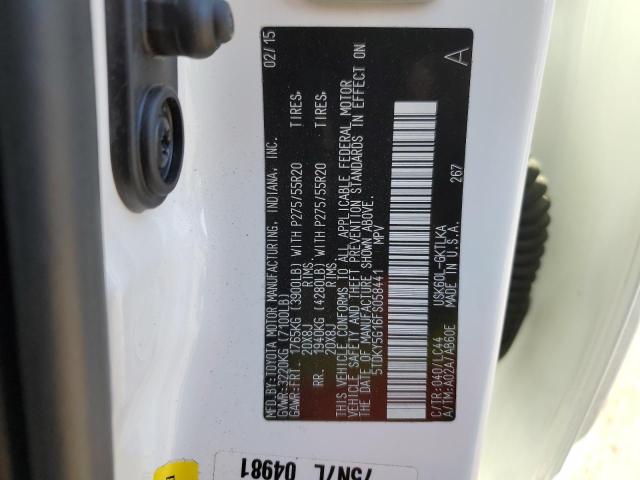 MFD.BY:TOYOTA MOTOR MANUFACTURING, INDIANA, INC. 02/15
GVWR:3220KG (7100LB)
GAWR:FRT. 1765KG (3900LB) WITH P275/55R20 TIRES,
20X8J RIMS,
RR. 1940KG (4280LB) WITH P275/55R20 TIRES,
20X8J RIMS.
THIS VEHICLE CONFORMS TO ALL APPLICABLE FEDERAL MOTOR
VEHICLE SAFETY AND THEFT PREVENTION STANDARDS IN EFFECT ON
THE DATE OF MANUFACTURE SHOWN ABOVE.
5TDKY5G16FS058441 MPV
C/TR:040/LC44 USK60L-GKTLKA 267
A/TM:A02A/AB60E MADE IN U.S.A. A
75N7L 04981